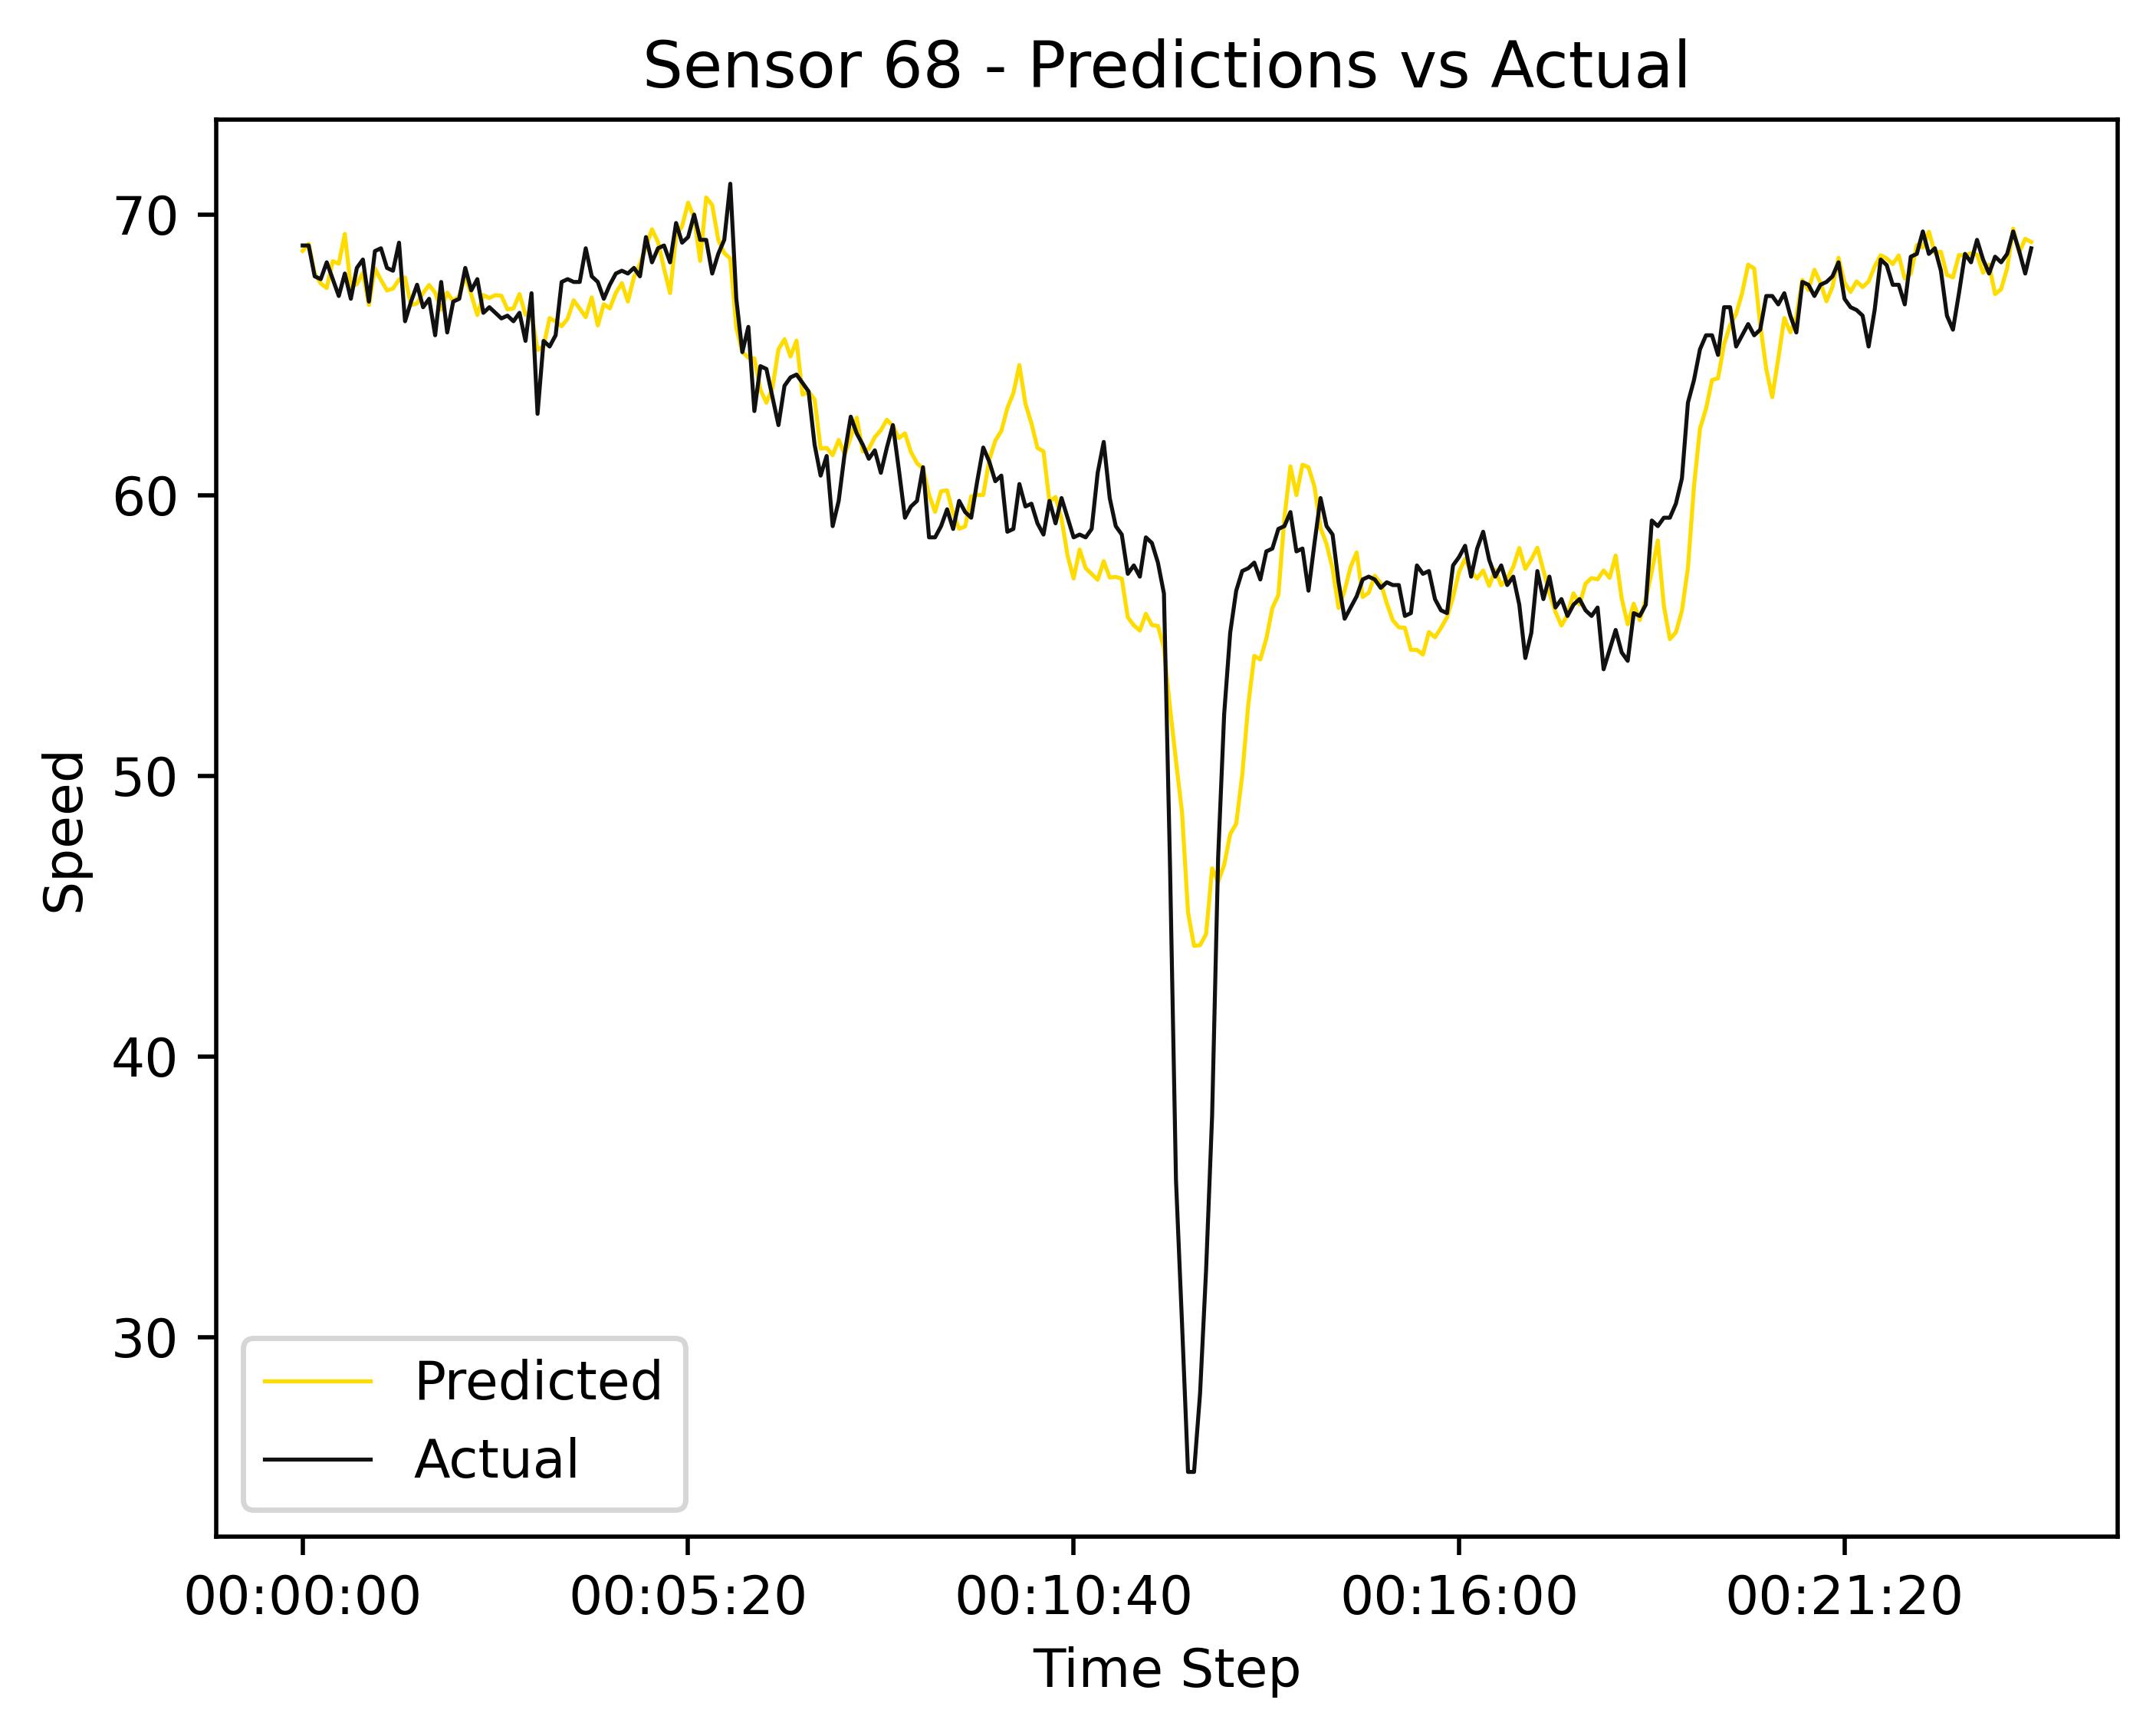 Sensor 68 - Predictions vs Actual
70
60
50
40
30
Speed
Predicted
Actual
00:00:00 00:05:20 00:10:40 00:16:00 00:21:20
Time Step